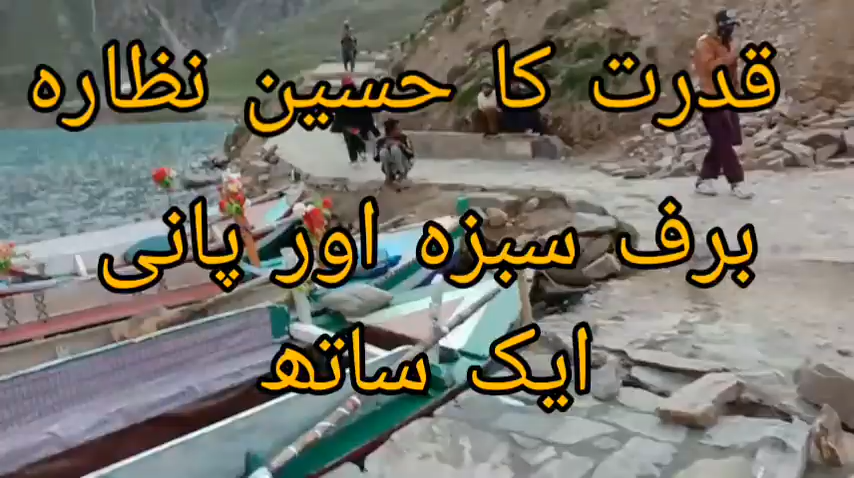 قدرت کا حسین نظارہ
برف سبزہ اور پانی
ایک ساتھ